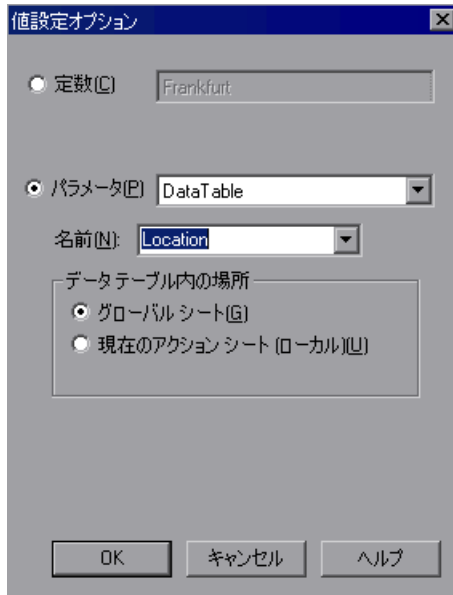 値設定オプション
定数(C) Frankfurt
パラメータ(P) DataTable
名前(N): Location
データ テーブル内の場所
グローバル シート(G)
現在のアクション シート (ローカル)(U)
OK キャンセル ヘルプ